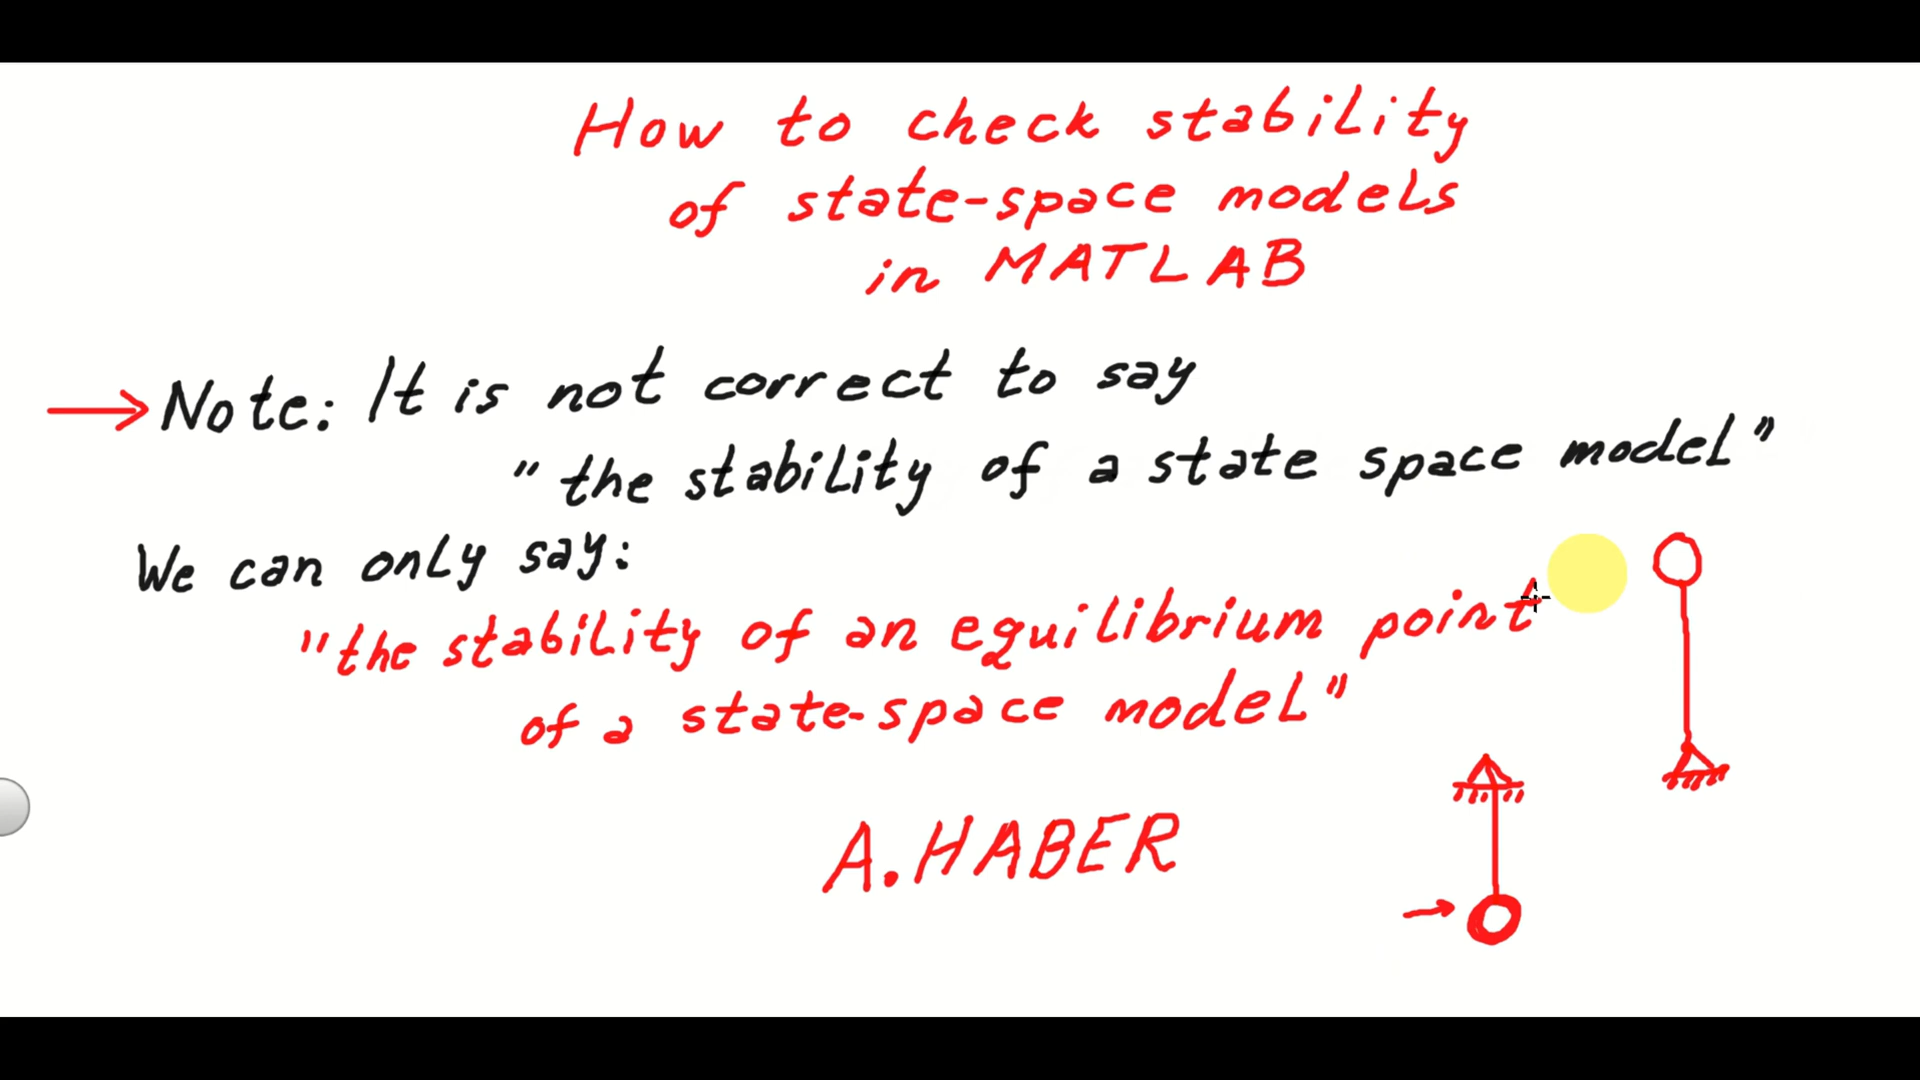 How to check stability
of state-space models
in MATLAB
Note: It is not correct to say
"the stability of a state space model"
We can only say:
"the stability of an equilibrium point
of a state-space model"
A. HABER